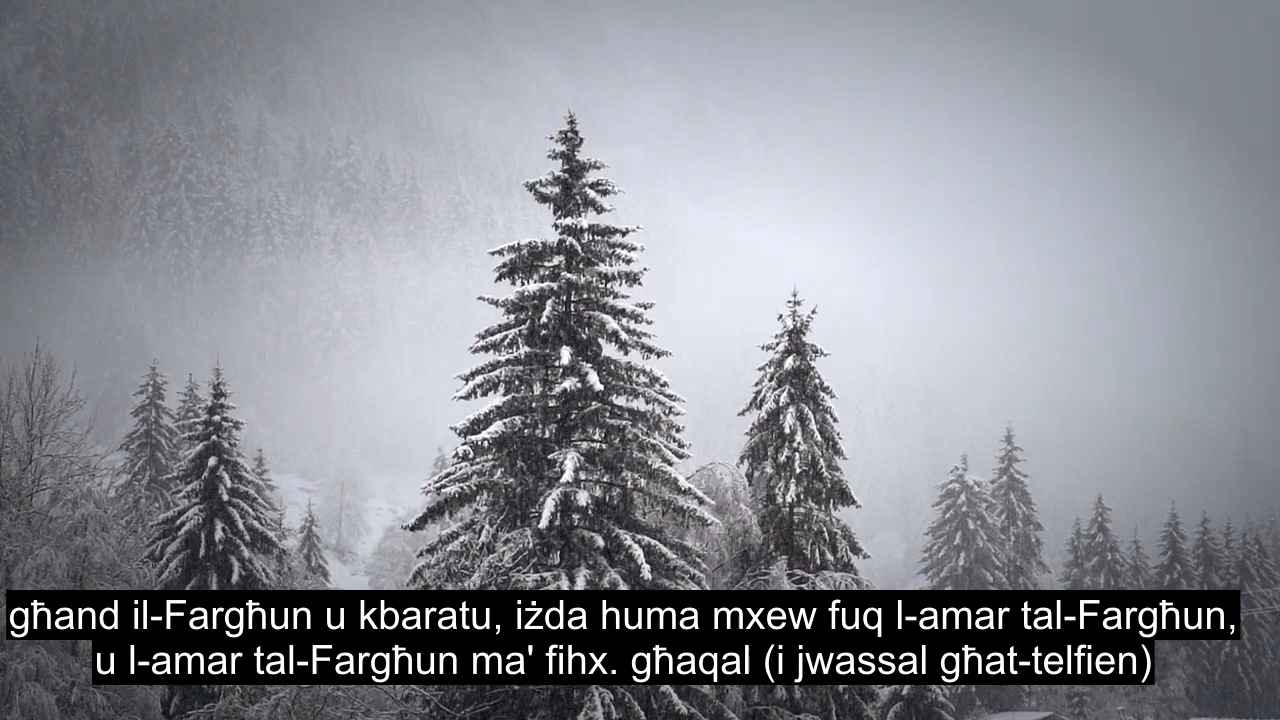 għand il-Fargħun u kbaratu, iżda huma mxew fuq l-amar tal-Fargħun,
u l-amar tal-Fargħun ma' fihx. għaqal (i jwassal għat-telfien)